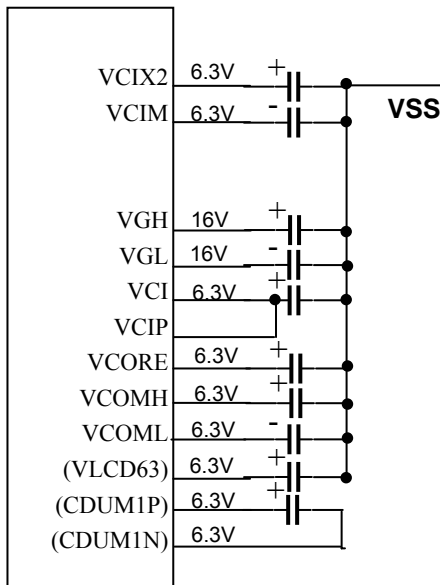 VCIX2 6.3V +
VSS
VCIM 6.3V -
VGH 16V +
VGL 16V -
VCI 6.3V +
VCIP
VCORE 6.3V +
VCOMH 6.3V +
VCOML 6.3V -
(VLCD63) 6.3V +
(CDUM1P) 6.3V +
(CDUM1N) 6.3V